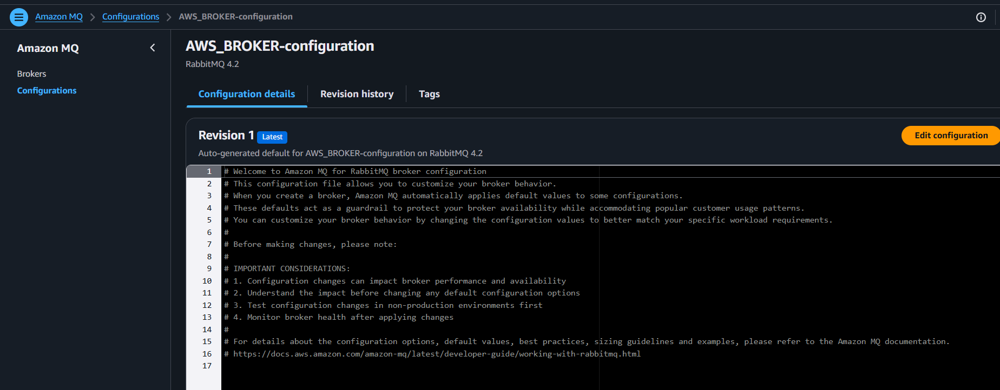 Amazon MQ > Configurations > AWS_BROKER-configuration
Amazon MQ
Brokers
Configurations
AWS_BROKER-configuration
RabbitMQ 4.2
Configuration details
Revision history
Tags
Revision 1 Latest
Edit configuration
Auto-generated default for AWS_BROKER-configuration on RabbitMQ 4.2
1 # Welcome to Amazon MQ for RabbitMQ broker configuration
2 # This configuration file allows you to customize your broker behavior.
3 # When you create a broker, Amazon MQ automatically applies default values to some configurations.
4 # These defaults act as a guardrail to protect your broker availability while accommodating popular customer usage patterns.
5 # You can customize your broker behavior by changing the configuration values to better match your specific workload requirements.
6 #
7 # Before making changes, please note:
8 #
9 # IMPORTANT CONSIDERATIONS:
10 # 1. Configuration changes can impact broker performance and availability
11 # 2. Understand the impact before changing any default configuration options
12 # 3. Test configuration changes in non-production environments first
13 # 4. Monitor broker health after applying changes
14 #
15 # For details about the configuration options, default values, best practices, sizing guidelines and examples, please refer to the Amazon MQ documentation.
16 # https://docs.aws.amazon.com/amazon-mq/latest/developer-guide/working-with-rabbitmq.html
17